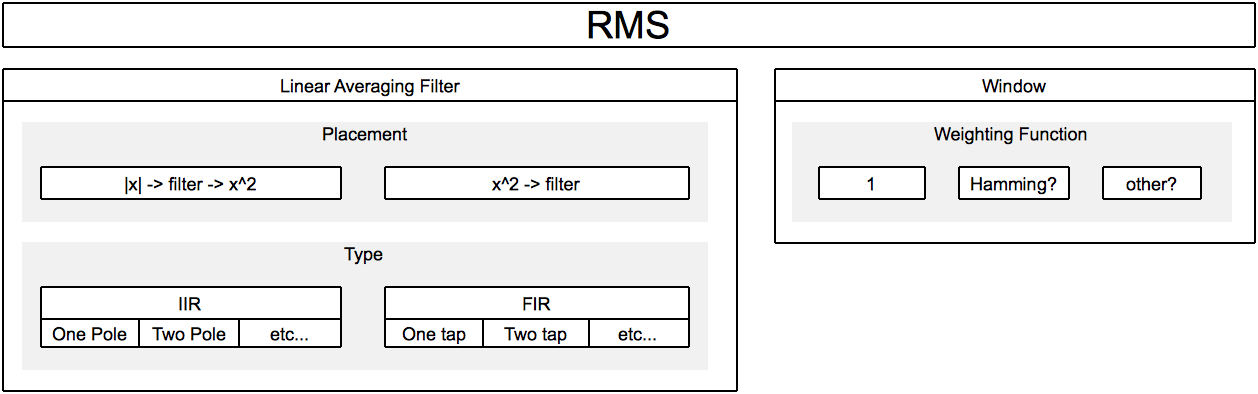 RMS
Linear Averaging Filter
Placement
|x| -> filter -> x^2
x^2 -> filter
Type
IIR
One Pole
Two Pole
etc...
FIR
One tap
Two tap
etc...
Window
Weighting Function
1
Hamming?
other?